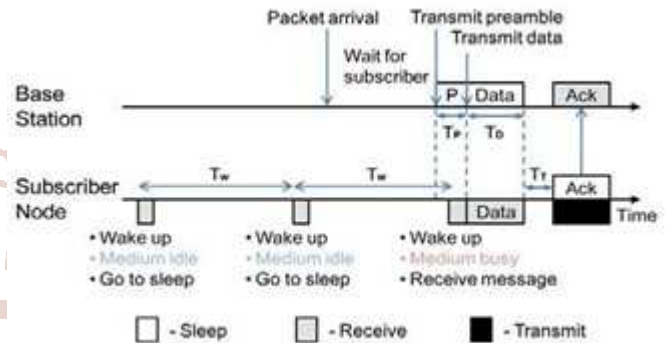 Packet arrival
Transmit preamble
Transmit data
Wait for
subscriber
Base
Station
P
Data
Ack
TP
TD
Tw
Tw
TT
Subscriber
Node
Ack
Data
Time
• Wake up
• Medium idle
• Go to sleep
• Wake up
• Medium idle
• Go to sleep
• Wake up
• Medium busy
• Receive message
- Sleep
- Receive
- Transmit